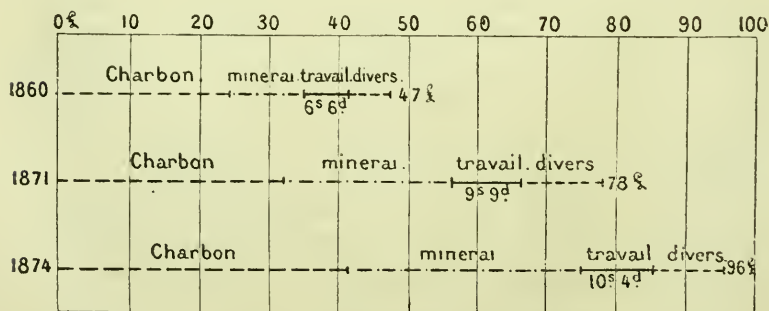 0£ 10 20 30 40 50 60 70 80 90 100
Charbon. minerai. travail. divers.
1860 47 £
6ˢ 6ᵈ.
Charbon minerai. travail. divers
1871 78 £
9ˢ 9ᵈ.
Charbon minerai travail divers.
1874 96 £
10ˢ 4ᵈ.